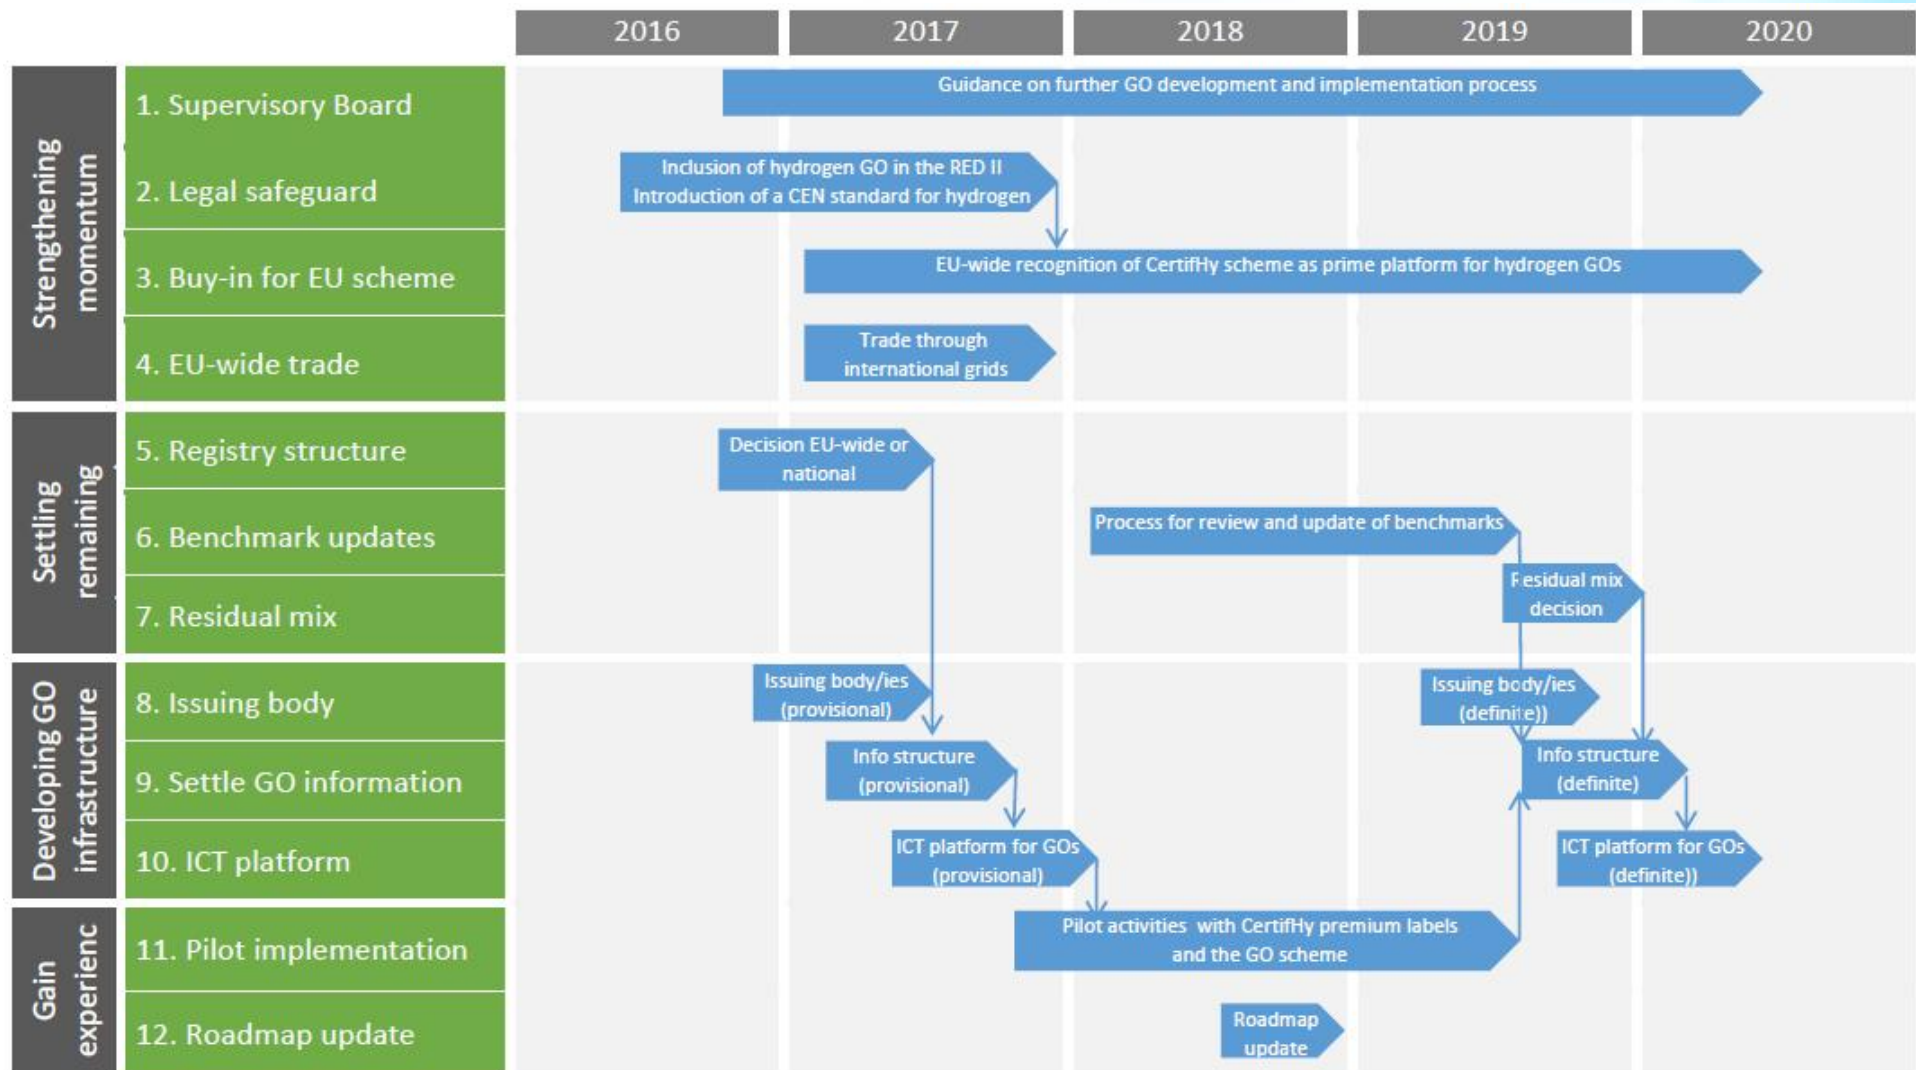 2016 2017 2018 2019 2020
Strengthening
momentum
1. Supervisory Board
Guidance on further GO development and implementation process
2. Legal safeguard
Inclusion of hydrogen GO in the RED II
Introduction of a CEN standard for hydrogen
3. Buy-in for EU scheme
EU-wide recognition of CertifHy scheme as prime platform for hydrogen GOs
4. EU-wide trade
Trade through
international grids
Settling
remaining
5. Registry structure
Decision EU-wide or
national
6. Benchmark updates
Process for review and update of benchmarks
7. Residual mix
Residual mix
decision
Developing GO
infrastructure
8. Issuing body
Issuing body/ies
(provisional)
Issuing body/ies
(definite))
9. Settle GO information
Info structure
(provisional)
Info structure
(definite)
10. ICT platform
ICT platform for GOs
(provisional)
ICT platform for GOs
(definite))
Gain
experienc
11. Pilot implementation
Pilot activities with CertifHy premium labels
and the GO scheme
12. Roadmap update
Roadmap
update